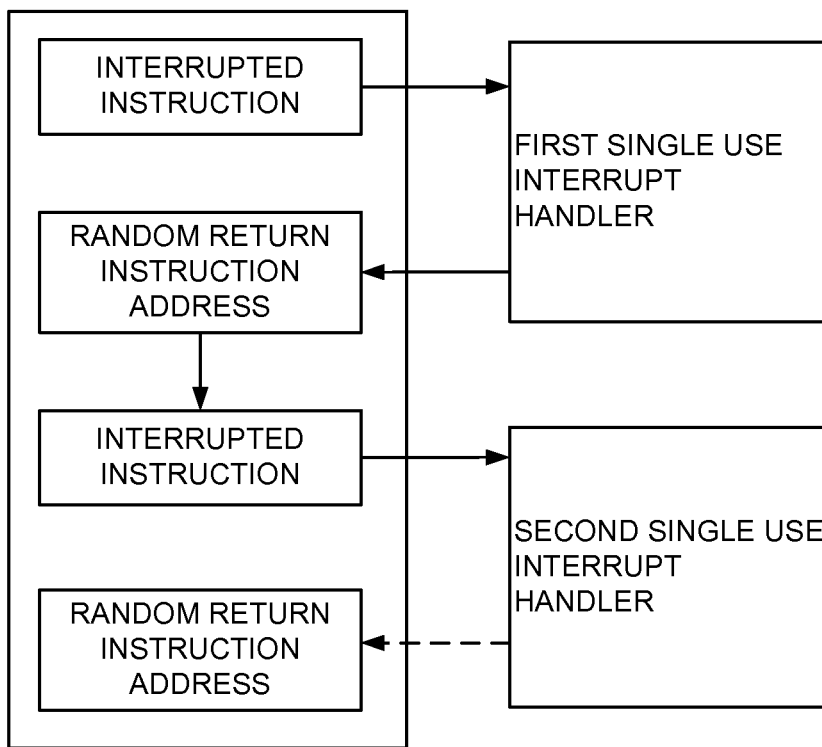 INTERRUPTED
INSTRUCTION
FIRST SINGLE USE
INTERRUPT
HANDLER
RANDOM RETURN
INSTRUCTION
ADDRESS
INTERRUPTED
INSTRUCTION
SECOND SINGLE USE
INTERRUPT
HANDLER
RANDOM RETURN
INSTRUCTION
ADDRESS